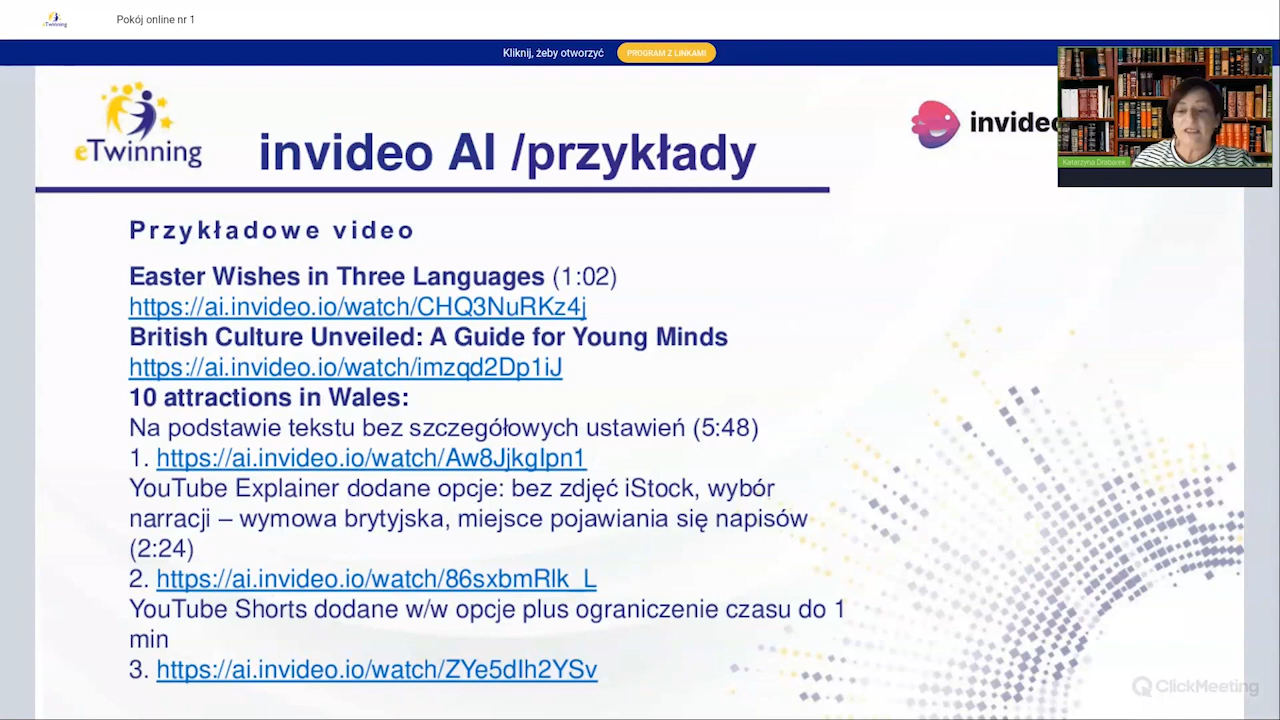 eTwinning
Pokój online nr 1
Kliknij, żeby otworzyć
PROGRAM Z LINKAMI
eTwinning
invideo AI /przykłady
invideo
Katarzyna Drabarek
Przykładowe video
Easter Wishes in Three Languages (1:02)
https://ai.invideo.io/watch/CHQ3NuRKz4j
British Culture Unveiled: A Guide for Young Minds
https://ai.invideo.io/watch/imzqd2Dp1iJ
10 attractions in Wales:
Na podstawie tekstu bez szczegółowych ustawień (5:48)
1. https://ai.invideo.io/watch/Aw8JjkgIpn1
YouTube Explainer dodane opcje: bez zdjęć iStock, wybór
narracji – wymowa brytyjska, miejsce pojawiania się napisów
(2:24)
2. https://ai.invideo.io/watch/86sxbmRlk_L
YouTube Shorts dodane w/w opcje plus ograniczenie czasu do 1
min
3. https://ai.invideo.io/watch/ZYe5dIh2YSv
ClickMeeting